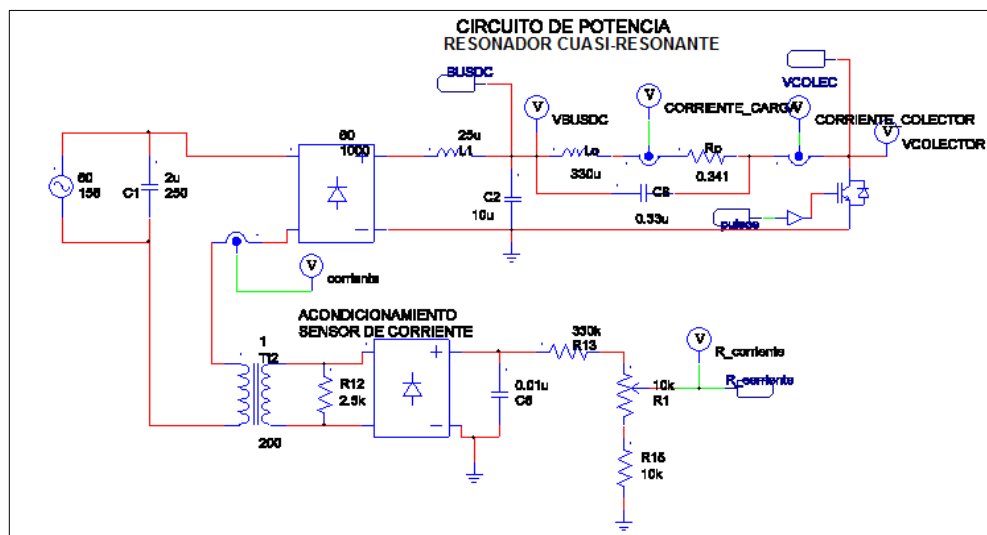 CIRCUITO DE POTENCIA
RESONADOR CUASI-RESONANTE
BUSDC
VCOLEC
V
VBUSDC
V
CORRIENTE_CARGA
V
CORRIENTE_COLECTOR
V
VCOLECTOR
60
156
C1
2u
250
60
1000
25u
L1
C2
10u
Lo
330u
Rp
0.341
C8
0.33u
pulsos
V
corriente
ACONDICIONAMIENTO
SENSOR DE CORRIENTE
1
TI2
200
R12
2.5k
0.01u
C6
330k
R13
10k
R1
R15
10k
V
R_corriente
R_corriente